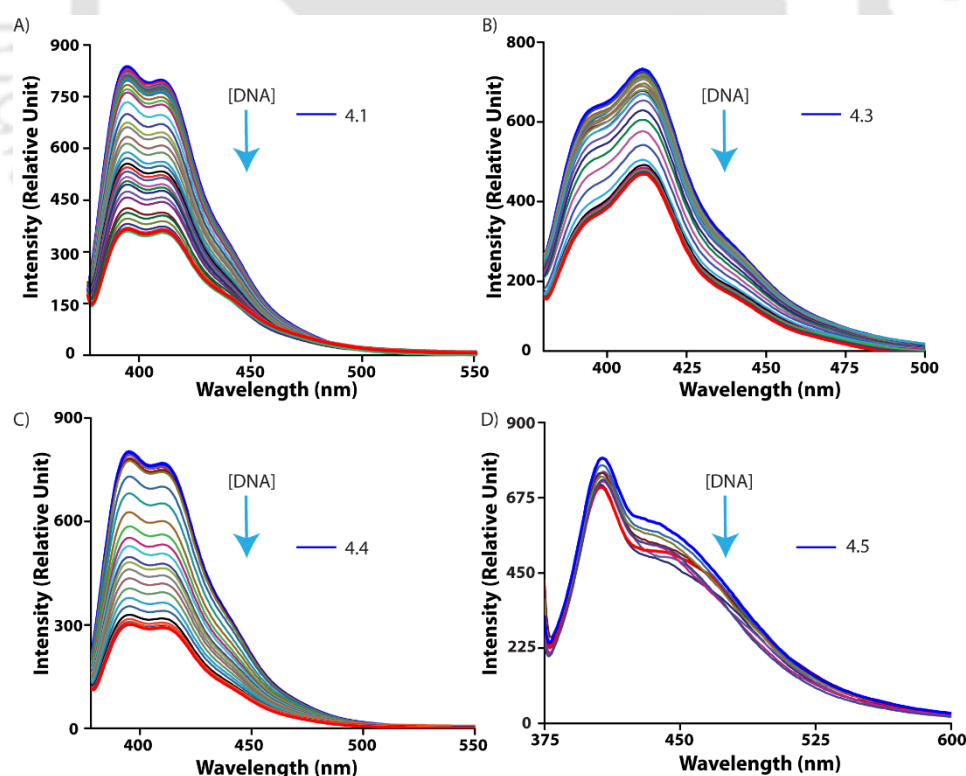 A)
900
750
600
450
300
150
0
400
450
500
550
Intensity (Relative Unit)
Wavelength (nm)
[DNA]
4.1
B)
800
600
400
200
0
400
425
450
475
500
Intensity (Relative Unit)
Wavelength (nm)
[DNA]
4.3
C)
900
600
300
0
400
450
500
550
Intensity (Relative Unit)
Wavelength (nm)
[DNA]
4.4
D)
900
675
450
225
0
375
450
525
600
Intensity (Relative Unit)
Wavelength (nm)
[DNA]
4.5